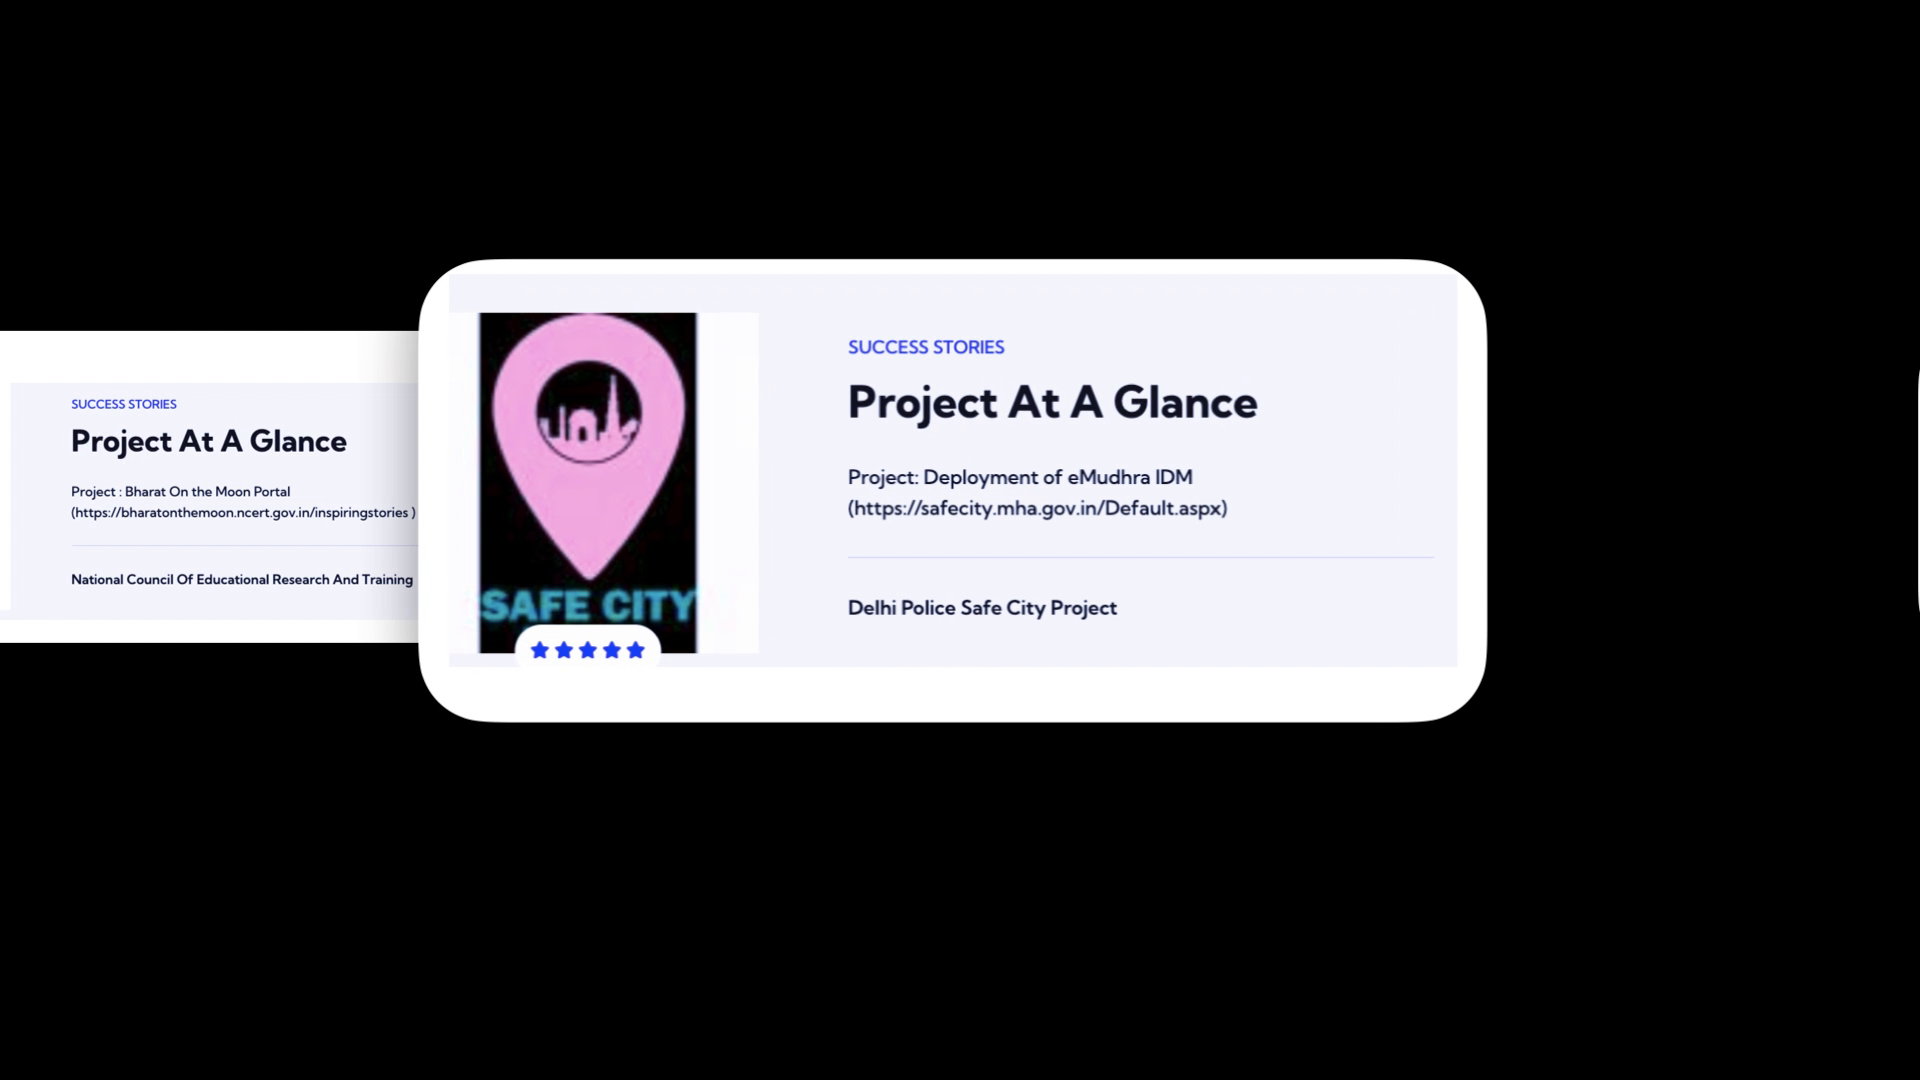 SUCCESS STORIES
Project At A Glance
Project : Bharat On the Moon Portal
(https://bharatonthemoon.ncert.gov.in/inspiringstories )
National Council Of Educational Research And Training
SAFE CITY
SUCCESS STORIES
Project At A Glance
Project: Deployment of eMudhra IDM
(https://safecity.mha.gov.in/Default.aspx)
Delhi Police Safe City Project